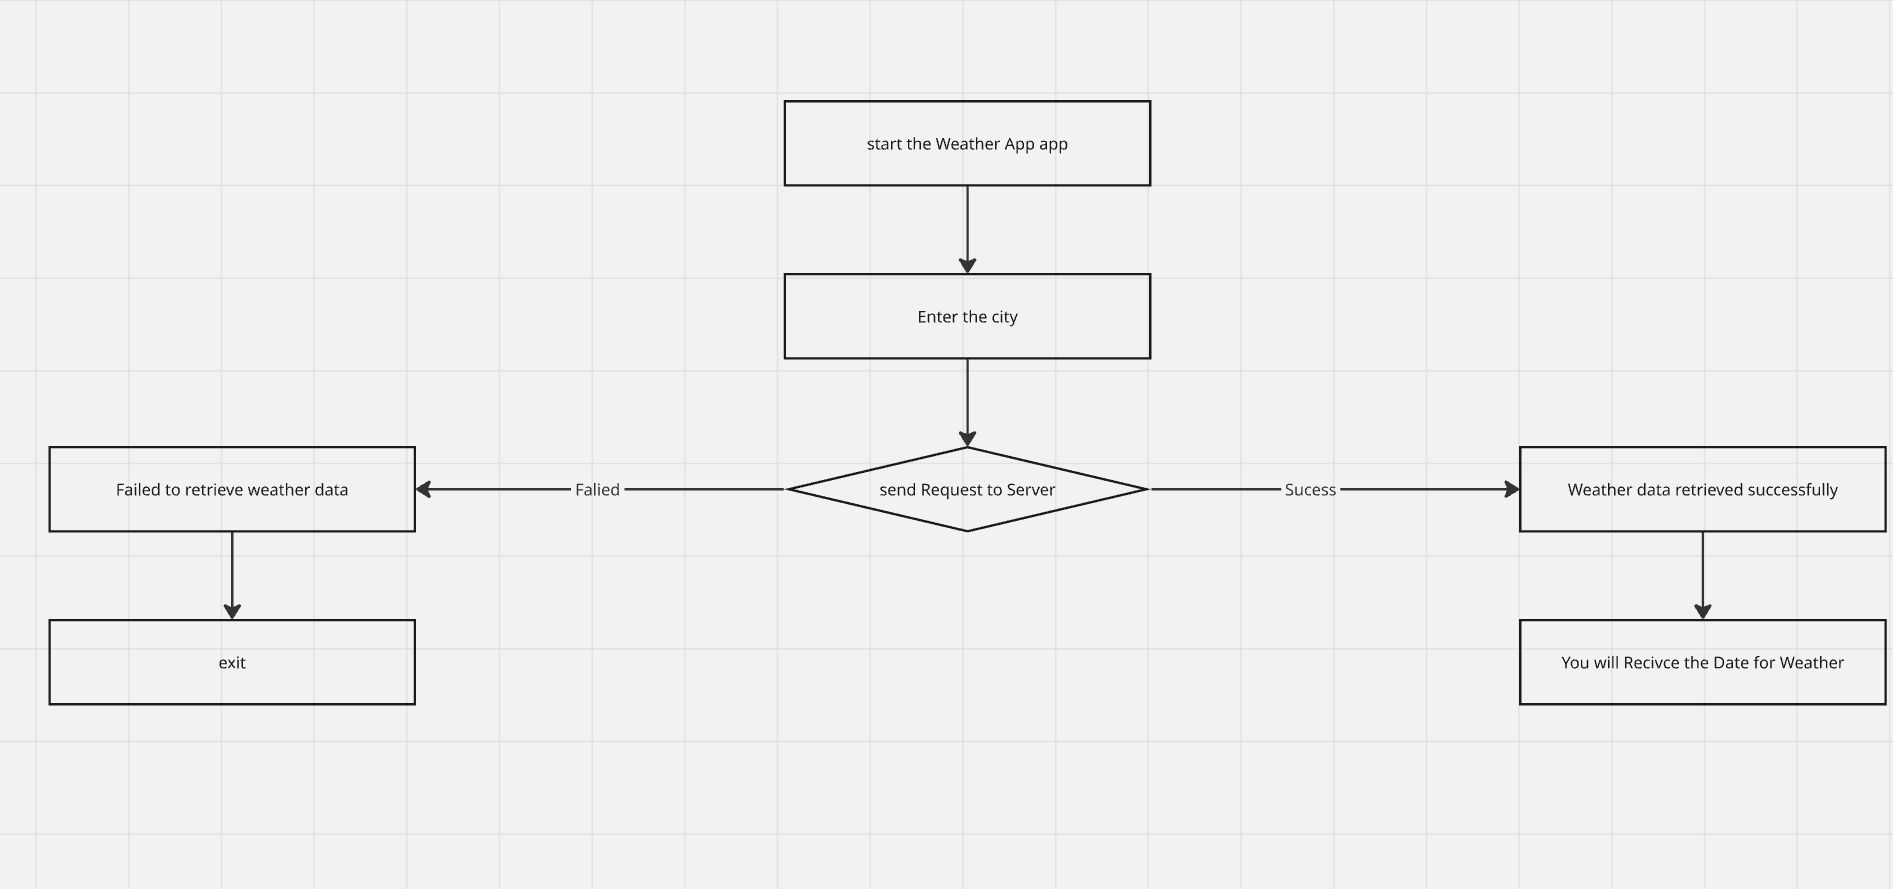 start the Weather App app
Enter the city
Failed to retrieve weather data
Falied
send Request to Server
Sucess
Weather data retrieved successfully
exit
You will Recivce the Date for Weather